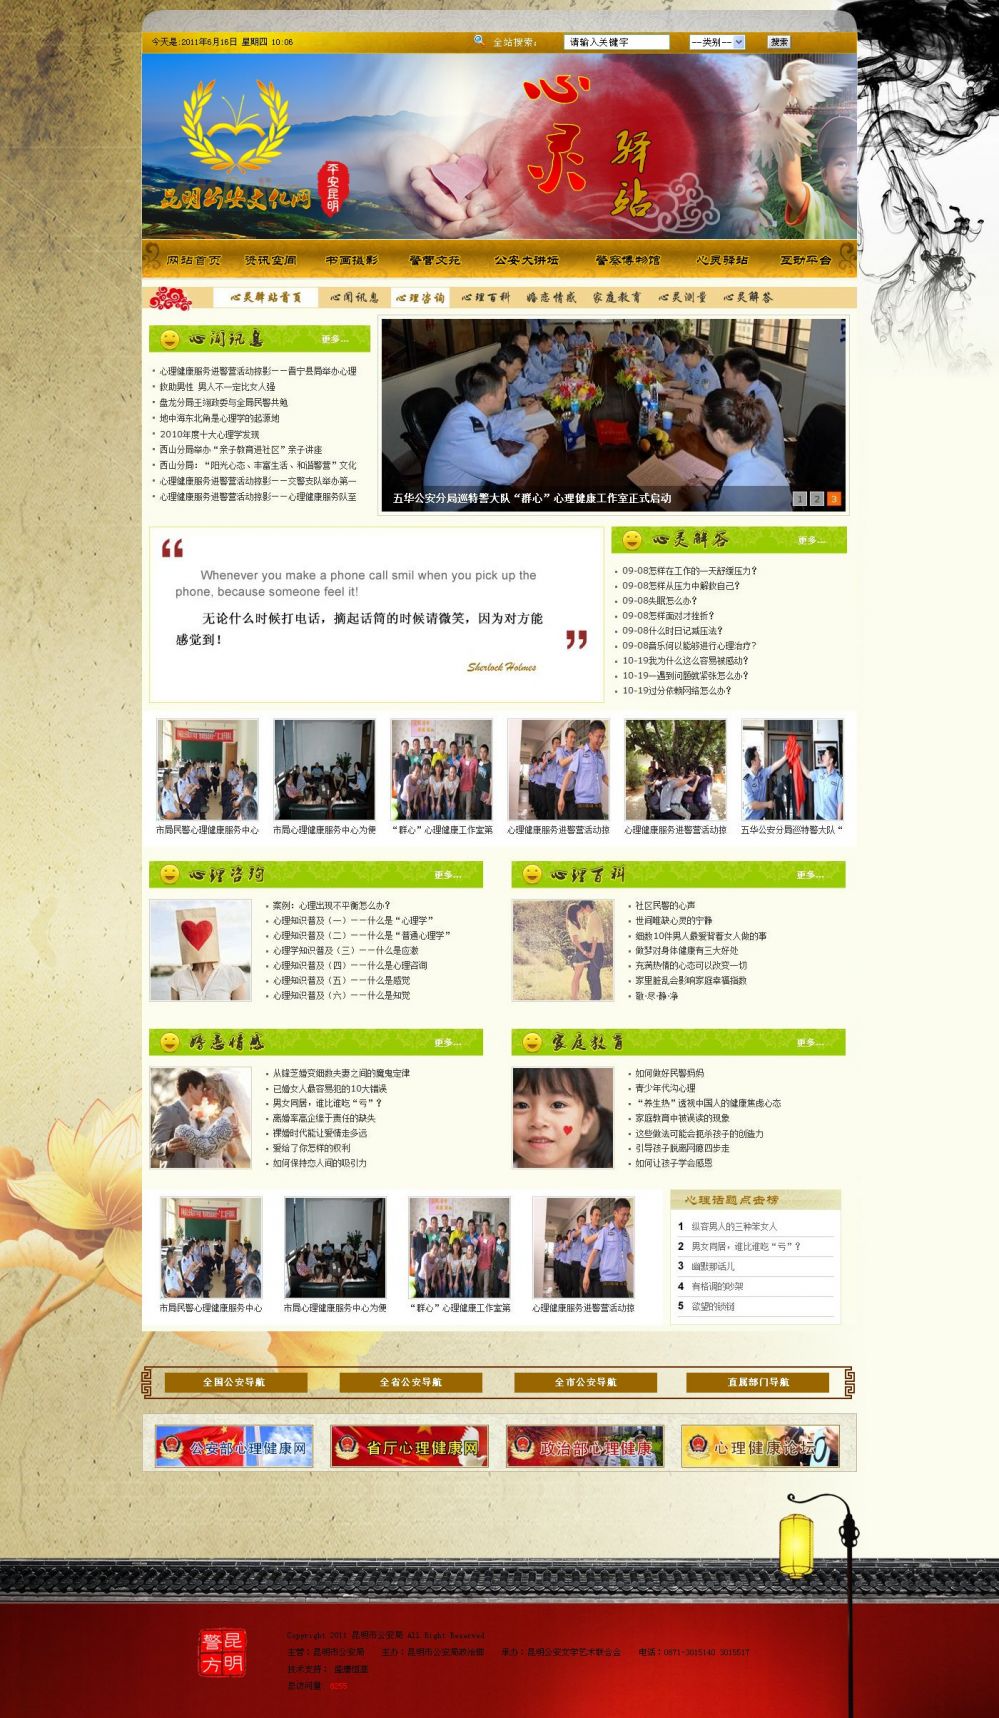 今天是:2011年6月16日 星期四 10:06
全站搜索:
请输入关键字
--类别--
搜索
昆明公安文化网
平安昆明
心灵驿站
网站首页 资讯空间 书画摄影 警营文苑 公安大讲坛 警察博物馆 心灵驿站 互动平台
心灵驿站首页 心闻讯息 心理咨询 心理百科 婚恋情感 家庭教育 心灵测量 心灵解答
心闻讯息 更多...
心理健康服务进警营活动掠影——晋宁县局举办心理
救助男性 男人不一定比女人强
盘龙分局王翊政委与全局民警共勉
地中海东北角是心理学的起源地
2010年度十大心理学发现
西山分局举办“亲子教育进社区”亲子讲座
西山分局：“阳光心态、丰富生活、和谐警营”文化
心理健康服务进警营活动掠影——交警支队举办第一
心理健康服务进警营活动掠影——心理健康服务队至
五华公安分局巡特警大队“群心”心理健康工作室正式启动
1 2 3
Whenever you make a phone call smil when you pick up the
phone, because someone feel it!
无论什么时候打电话，摘起话筒的时候请微笑，因为对方能
感觉到！
Sherlock Holmes
心灵解答 更多...
09-08怎样在工作的一天舒缓压力?
09-08怎样从压力中解救自己?
09-08失眠怎么办?
09-08怎样面对才挫折?
09-08什么时日记减压法?
09-08音乐何以能够进行心理治疗?
10-19我为什么这么容易被感动?
10-19一遇到问题就紧张怎么办?
10-19过分依赖网络怎么办?
市局民警心理健康服务中心
市局心理健康服务中心为便
“群心”心理健康工作室第
心理健康服务进警营活动掠
心理健康服务进警营活动掠
五华公安分局巡特警大队“
心理咨询 更多...
案例：心理出现不平衡怎么办?
心理知识普及（一）——什么是“心理学”
心理知识普及（二）——什么是“普通心理学”
心理学知识普及（三）——什么是应激
心理知识普及（四）——什么是心理咨询
心理知识普及（五）——什么是感觉
心理知识普及（六）——什么是知觉
心理百科 更多...
社区民警的心声
世间唯缺心灵的宁静
细数10件男人最爱背着女人做的事
做梦对身体健康有三大好处
充满热情的心态可以改变一切
家里脏乱会影响家庭幸福指数
敬·尽·静·净
婚恋情感 更多...
从锋芝婚变细数夫妻之间的魔鬼定律
已婚女人最容易犯的10大错误
男女同居，谁比谁吃“亏”?
离婚率高企缘于责任的缺失
裸婚时代能让爱情走多远
爱给了你怎样的权利
如何保持恋人间的吸引力
家庭教育 更多...
如何做好民警妈妈
青少年代沟心理
“养生热”透视中国人的健康焦虑心态
家庭教育中被误读的现象
这些做法可能会扼杀孩子的创造力
引导孩子脱离网瘾四步走
如何让孩子学会感恩
市局民警心理健康服务中心
市局心理健康服务中心为便
“群心”心理健康工作室第
心理健康服务进警营活动掠
心理话题点击榜
1 纵容男人的三种笨女人
2 男女同居，谁比谁吃“亏”?
3 幽默那话儿
4 有格调的吵架
5 欲望的锁链
全国公安导航 全省公安导航 全市公安导航 直属部门导航
公安部心理健康网
省厅心理健康网
政治部心理健康
心理健康论坛
昆明警方
Copyright 2011 昆明市公安局 All Right Reserved
主管：昆明市公安局 主办：昆明市公安局政治部 承办：昆明公安文学艺术联合会 电话：0871-3015140 3015517
技术支持：
总访问量: 6255